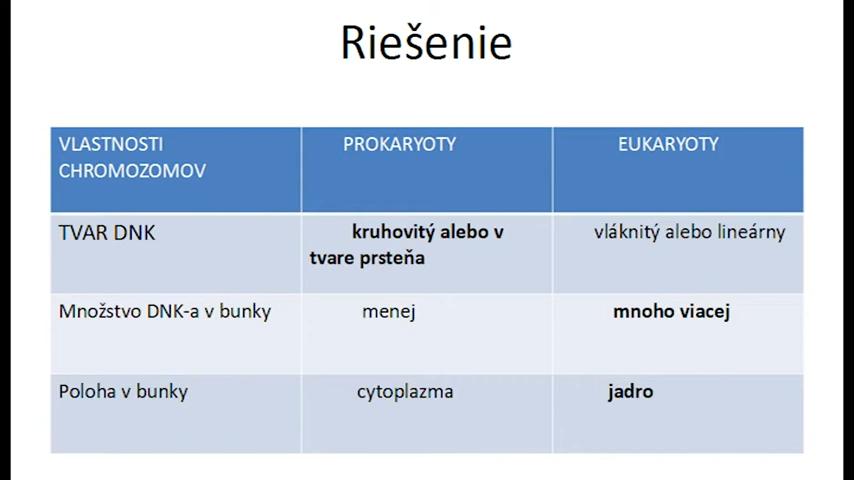 Riešenie
VLASTNOSTI
CHROMOZOMOV
PROKARYOTY
EUKARYOTY
TVAR DNK
kruhovitý alebo v
tvare prsteňa
vláknitý alebo lineárny
Množstvo DNK-a v bunky
menej
mnoho viacej
Poloha v bunky
cytoplazma
jadro